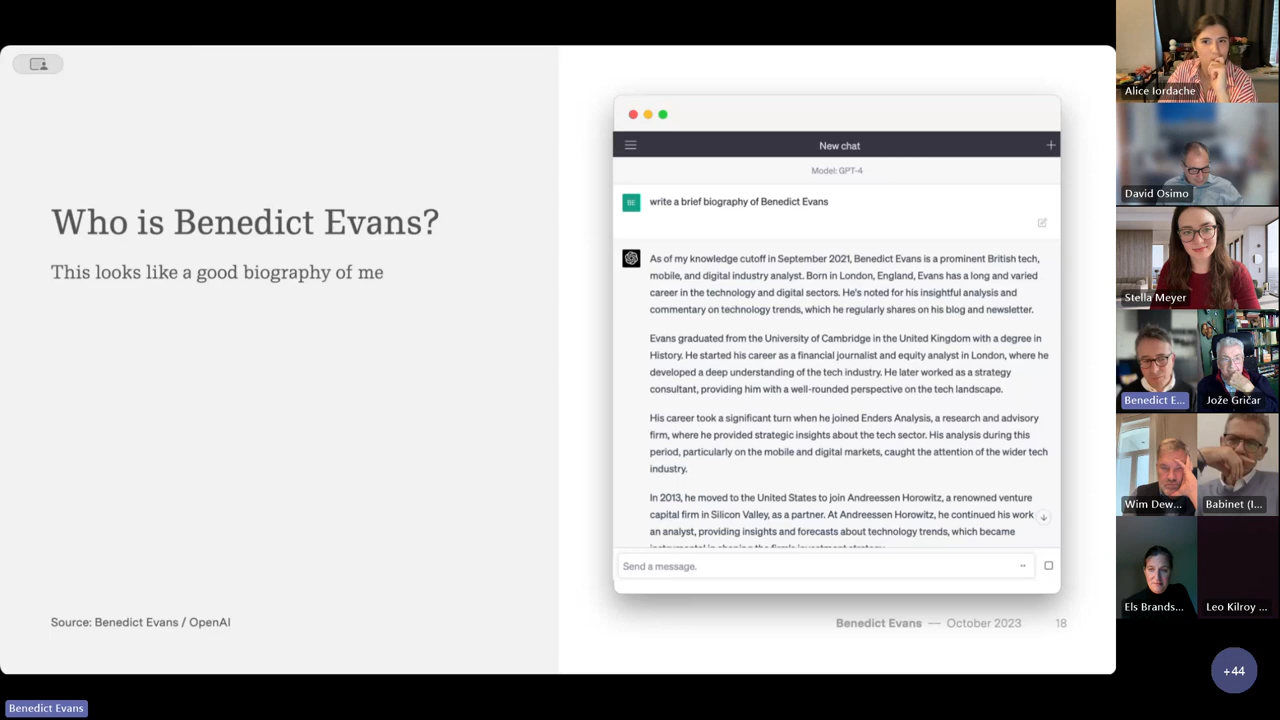 Who is Benedict Evans?
This looks like a good biography of me
Source: Benedict Evans / OpenAI
New chat
Model: GPT-4
BE
write a brief biography of Benedict Evans
As of my knowledge cutoff in September 2021, Benedict Evans is a prominent British tech,
mobile, and digital industry analyst. Born in London, England, Evans has a long and varied
career in the technology and digital sectors. He's noted for his insightful analysis and
commentary on technology trends, which he regularly shares on his blog and newsletter.
Evans graduated from the University of Cambridge in the United Kingdom with a degree in
History. He started his career as a financial journalist and equity analyst in London, where he
developed a deep understanding of the tech industry. He later worked as a strategy
consultant, providing him with a well-rounded perspective on the tech landscape.
His career took a significant turn when he joined Enders Analysis, a research and advisory
firm, where he provided strategic insights about the tech sector. His analysis during this
period, particularly on the mobile and digital markets, caught the attention of the wider tech
industry.
In 2013, he moved to the United States to join Andreessen Horowitz, a renowned venture
capital firm in Silicon Valley, as a partner. At Andreessen Horowitz, he continued his work
an analyst, providing insights and forecasts about technology trends, which became
instrumental in shaping the firm's investment strategy.
Send a message.
Benedict Evans — October 2023 18
Alice Iordache
David Osimo
Stella Meyer
Benedict E...
Jože Gričar
Wim Dew...
Babinet (I...
Els Brands...
Leo Kilroy ...
+44
Benedict Evans